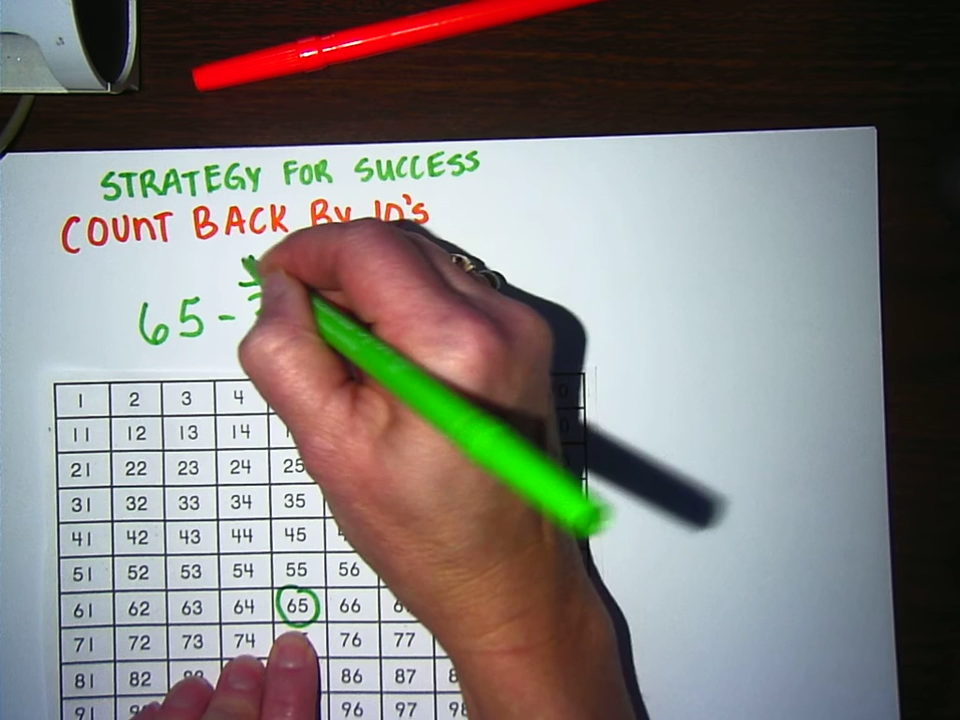 STRATEGY FOR SUCCESS
COUNT BACK BY 10's
65-
1 2 3 4
11 12 13 14
21 22 23 24 25
31 32 33 34 35
41 42 43 44 45
51 52 53 54 55 56
61 62 63 64 65 66
71 72 73 74 76 77
81 82 86 87
91 96 97 98